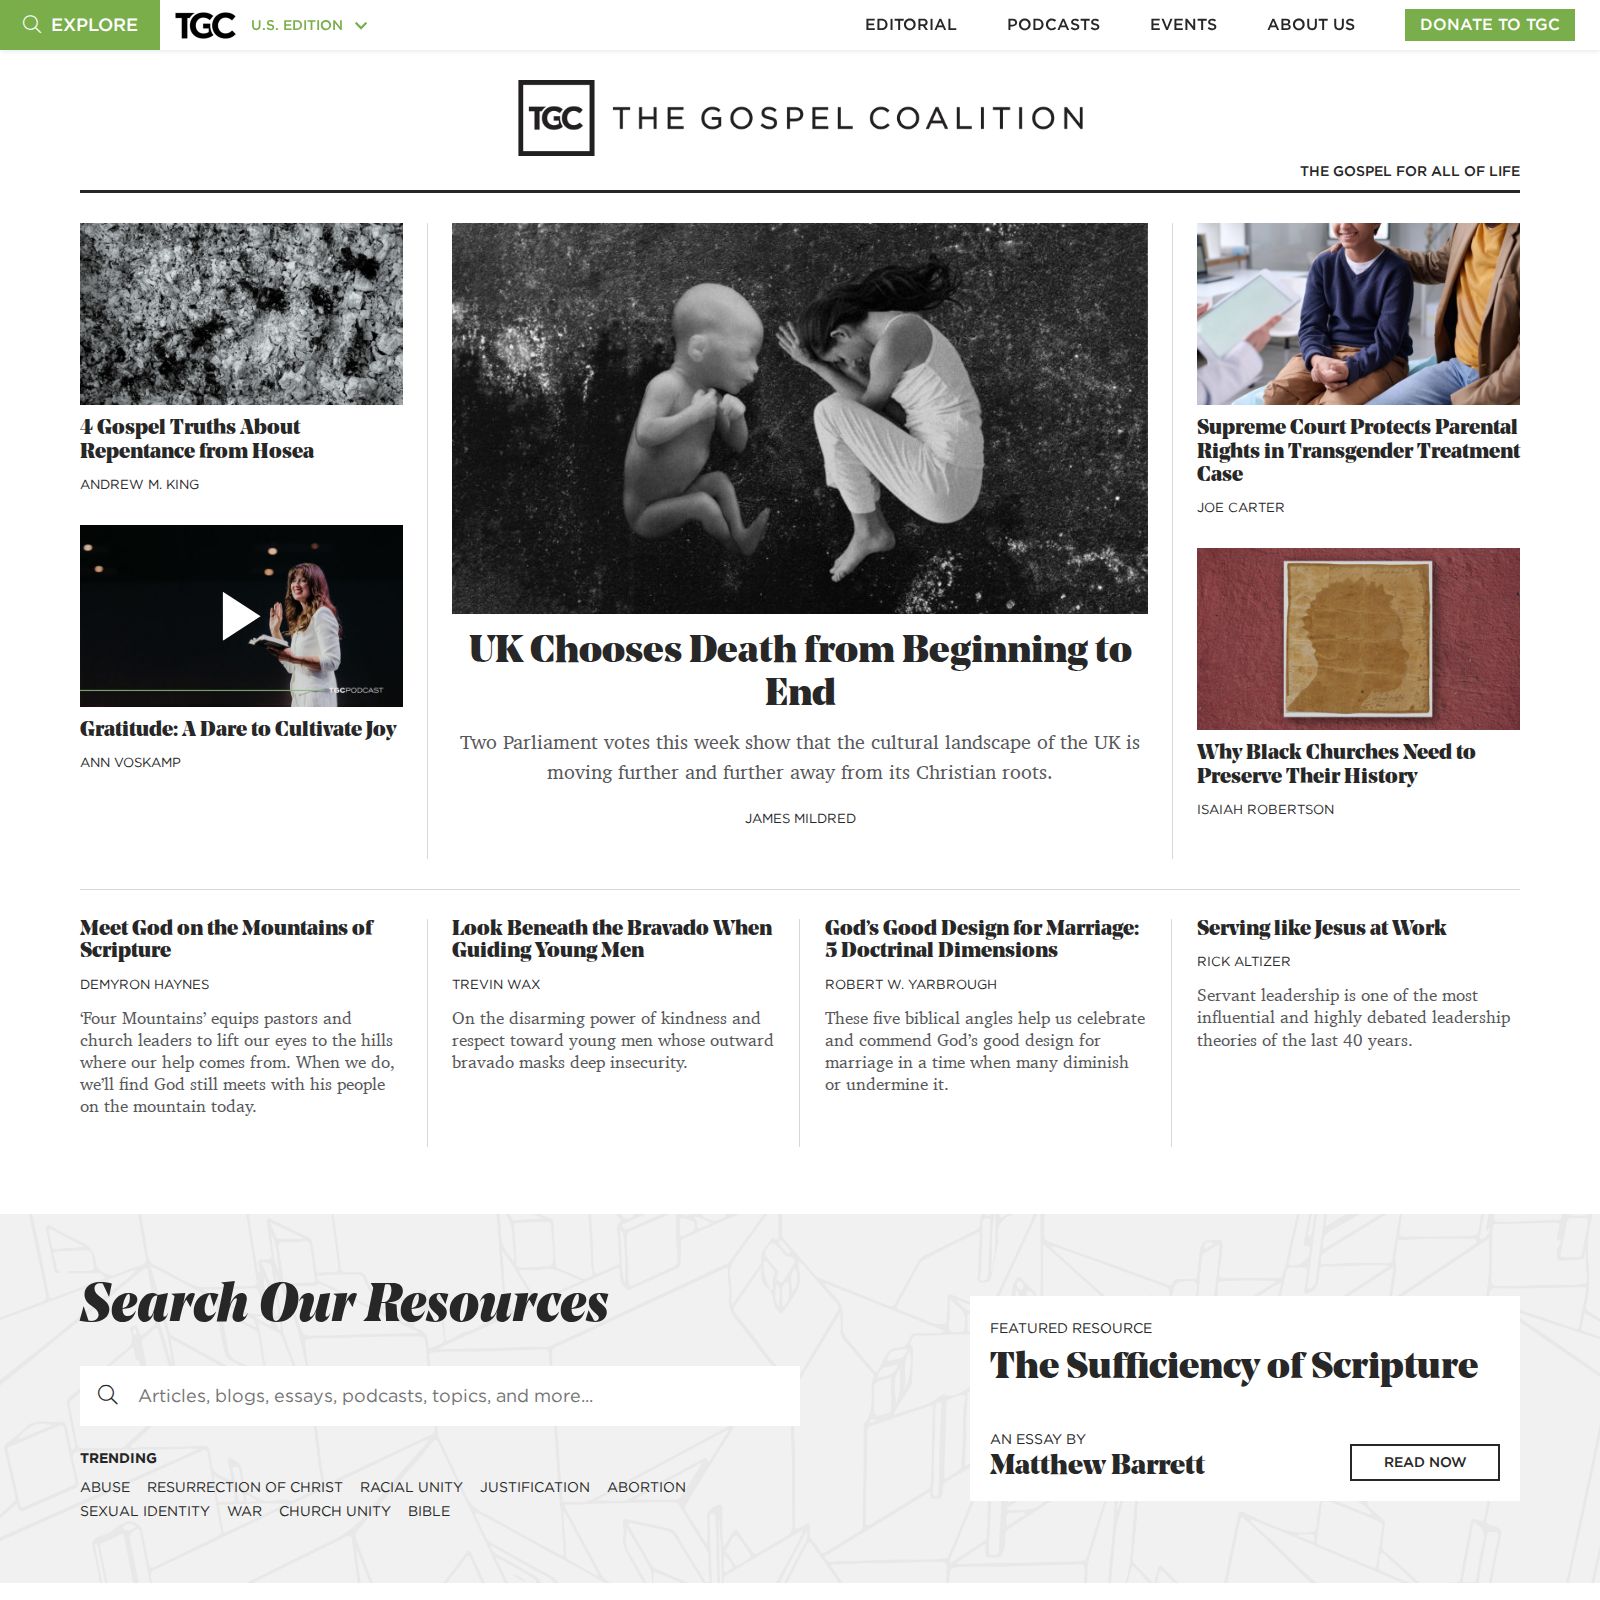 EXPLORE
TGC
U.S. EDITION
EDITORIAL
PODCASTS
EVENTS
ABOUT US
DONATE TO TGC
TGC THE GOSPEL COALITION
THE GOSPEL FOR ALL OF LIFE
4 Gospel Truths About
Repentance from Hosea
ANDREW M. KING
TGCPODCAST
Gratitude: A Dare to Cultivate Joy
ANN VOSKAMP
UK Chooses Death from Beginning to
End
Two Parliament votes this week show that the cultural landscape of the UK is
moving further and further away from its Christian roots.
JAMES MILDRED
Supreme Court Protects Parental
Rights in Transgender Treatment
Case
JOE CARTER
Why Black Churches Need to
Preserve Their History
ISAIAH ROBERTSON
Meet God on the Mountains of
Scripture
DEMYRON HAYNES
‘Four Mountains’ equips pastors and
church leaders to lift our eyes to the hills
where our help comes from. When we do,
we’ll find God still meets with his people
on the mountain today.
Look Beneath the Bravado When
Guiding Young Men
TREVIN WAX
On the disarming power of kindness and
respect toward young men whose outward
bravado masks deep insecurity.
God’s Good Design for Marriage:
5 Doctrinal Dimensions
ROBERT W. YARBROUGH
These five biblical angles help us celebrate
and commend God’s good design for
marriage in a time when many diminish
or undermine it.
Serving like Jesus at Work
RICK ALTIZER
Servant leadership is one of the most
influential and highly debated leadership
theories of the last 40 years.
Search Our Resources
Articles, blogs, essays, podcasts, topics, and more...
TRENDING
ABUSE RESURRECTION OF CHRIST RACIAL UNITY JUSTIFICATION ABORTION
SEXUAL IDENTITY WAR CHURCH UNITY BIBLE
FEATURED RESOURCE
The Sufficiency of Scripture
AN ESSAY BY
Matthew Barrett
READ NOW